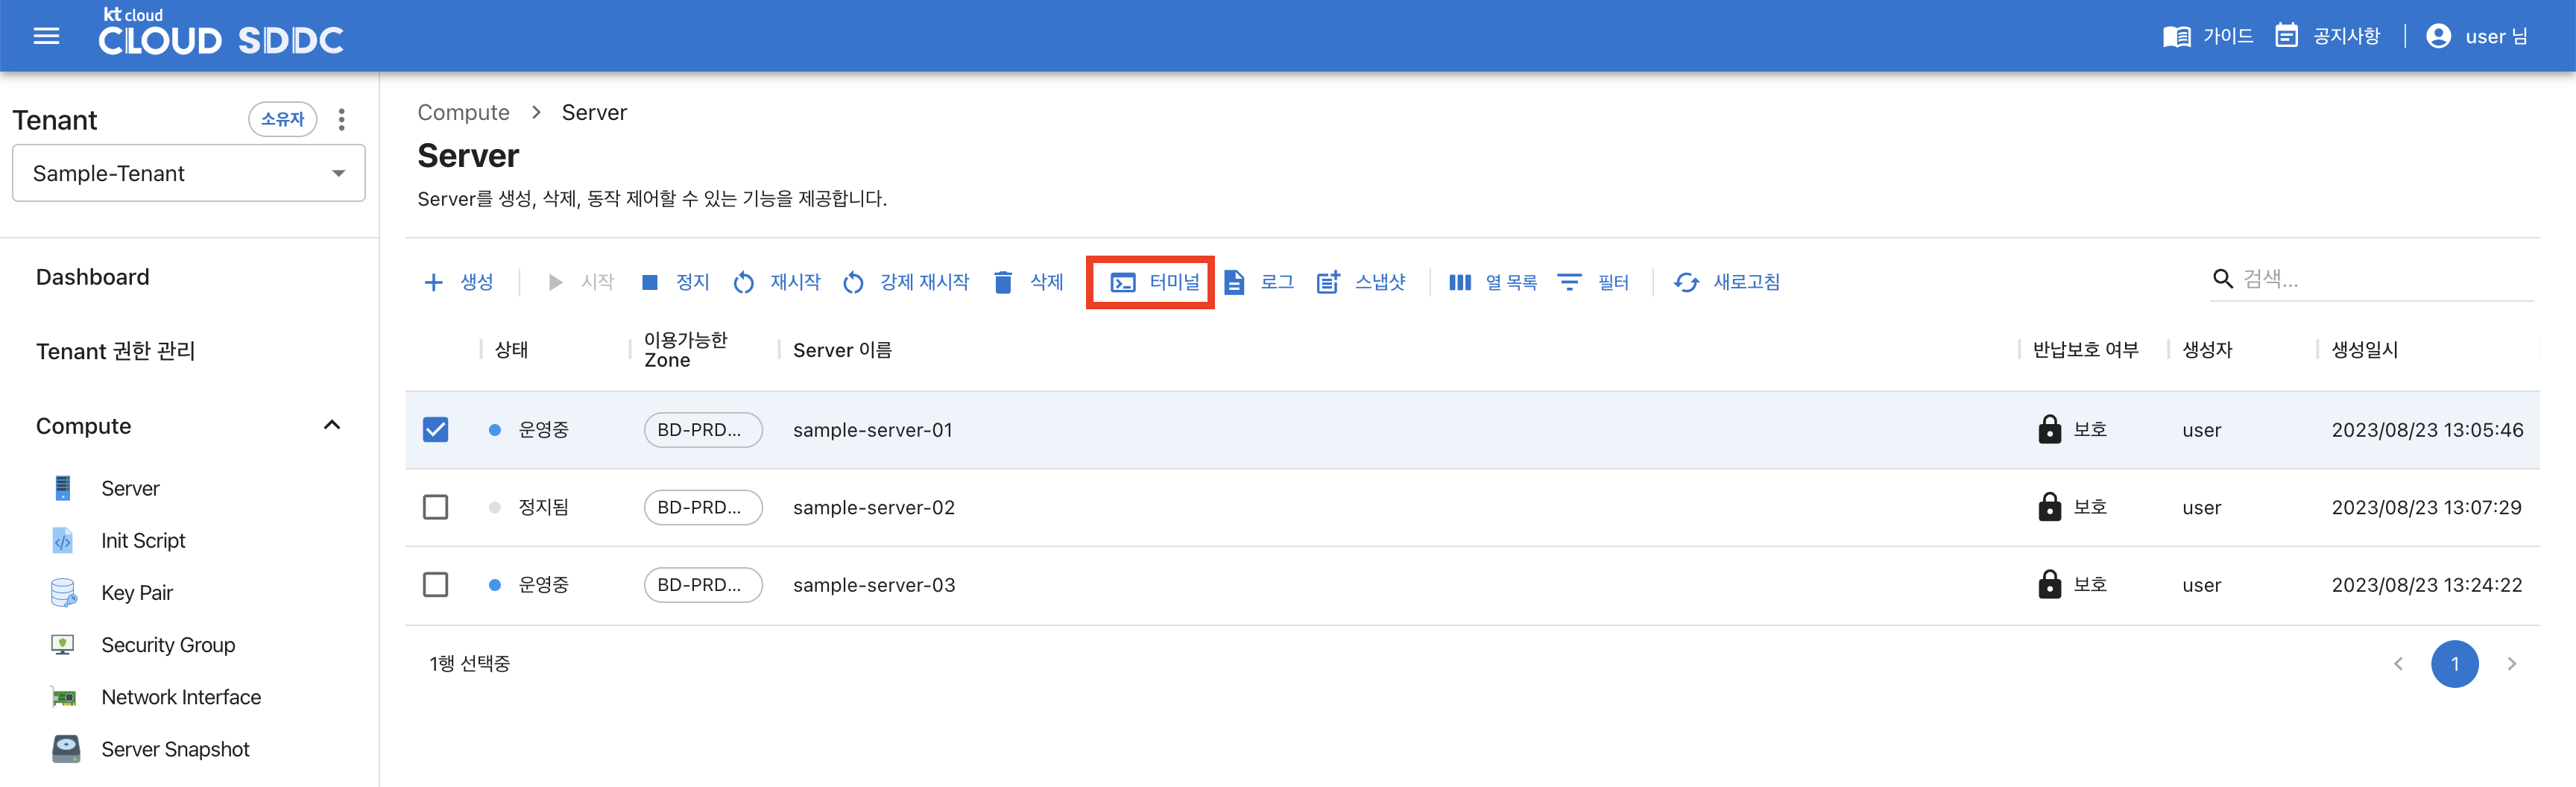 kt cloud
CLOUD SDDC
가이드
공지사항
user 님
Tenant
소유자
Sample-Tenant
Dashboard
Tenant 권한 관리
Compute
Server
Init Script
Key Pair
Security Group
Network Interface
Server Snapshot
Compute > Server
Server
Server를 생성, 삭제, 동작 제어할 수 있는 기능을 제공합니다.
생성 시작 정지 재시작 강제 재시작 삭제 터미널 로그 스냅샷 열 목록 필터 새로고침 검색...
상태 이용가능한 Zone Server 이름 반납보호 여부 생성자 생성일시
운영중 BD-PRD... sample-server-01 보호 user 2023/08/23 13:05:46
정지됨 BD-PRD... sample-server-02 보호 user 2023/08/23 13:07:29
운영중 BD-PRD... sample-server-03 보호 user 2023/08/23 13:24:22
1행 선택중
1